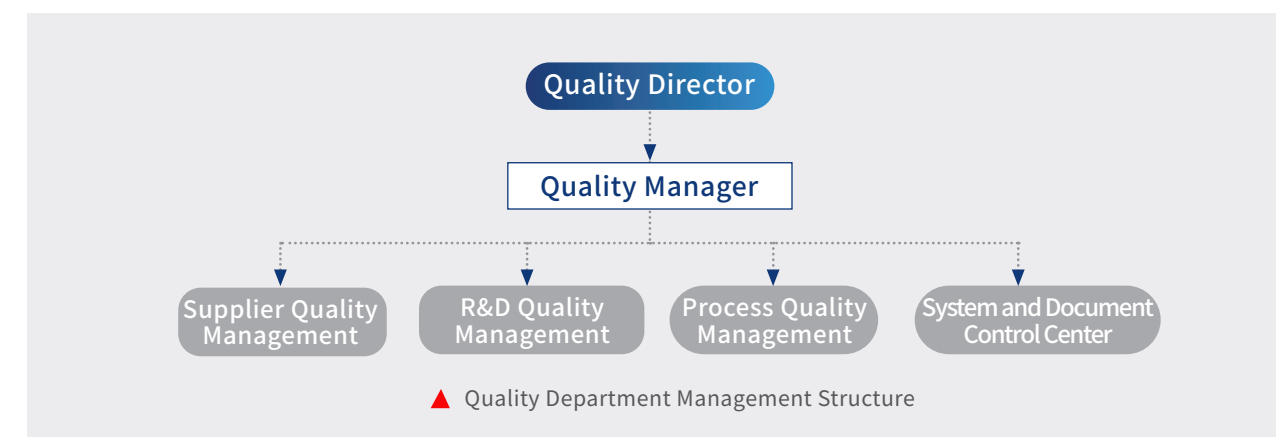 Quality Director
Quality Manager
Supplier Quality
Management
R&D Quality
Management
Process Quality
Management
System and Document
Control Center
Quality Department Management Structure